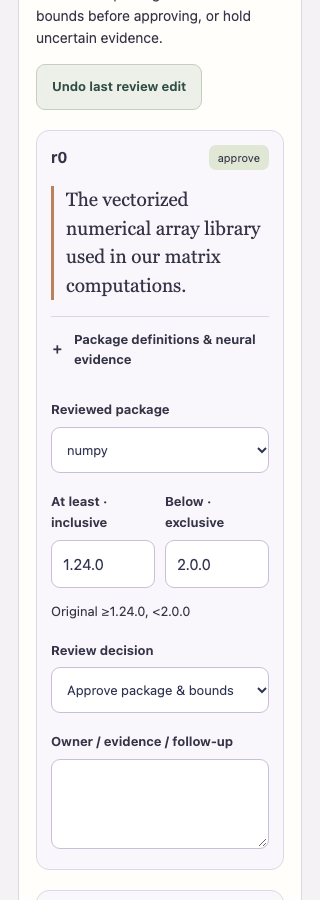 bounds before approving, or hold
uncertain evidence.
Undo last review edit
r0
approve
The vectorized
numerical array library
used in our matrix
computations.
+ Package definitions & neural
evidence
Reviewed package
numpy
At least ·
inclusive
Below ·
exclusive
1.24.0
2.0.0
Original ≥1.24.0, <2.0.0
Review decision
Approve package & bounds
Owner / evidence / follow-up